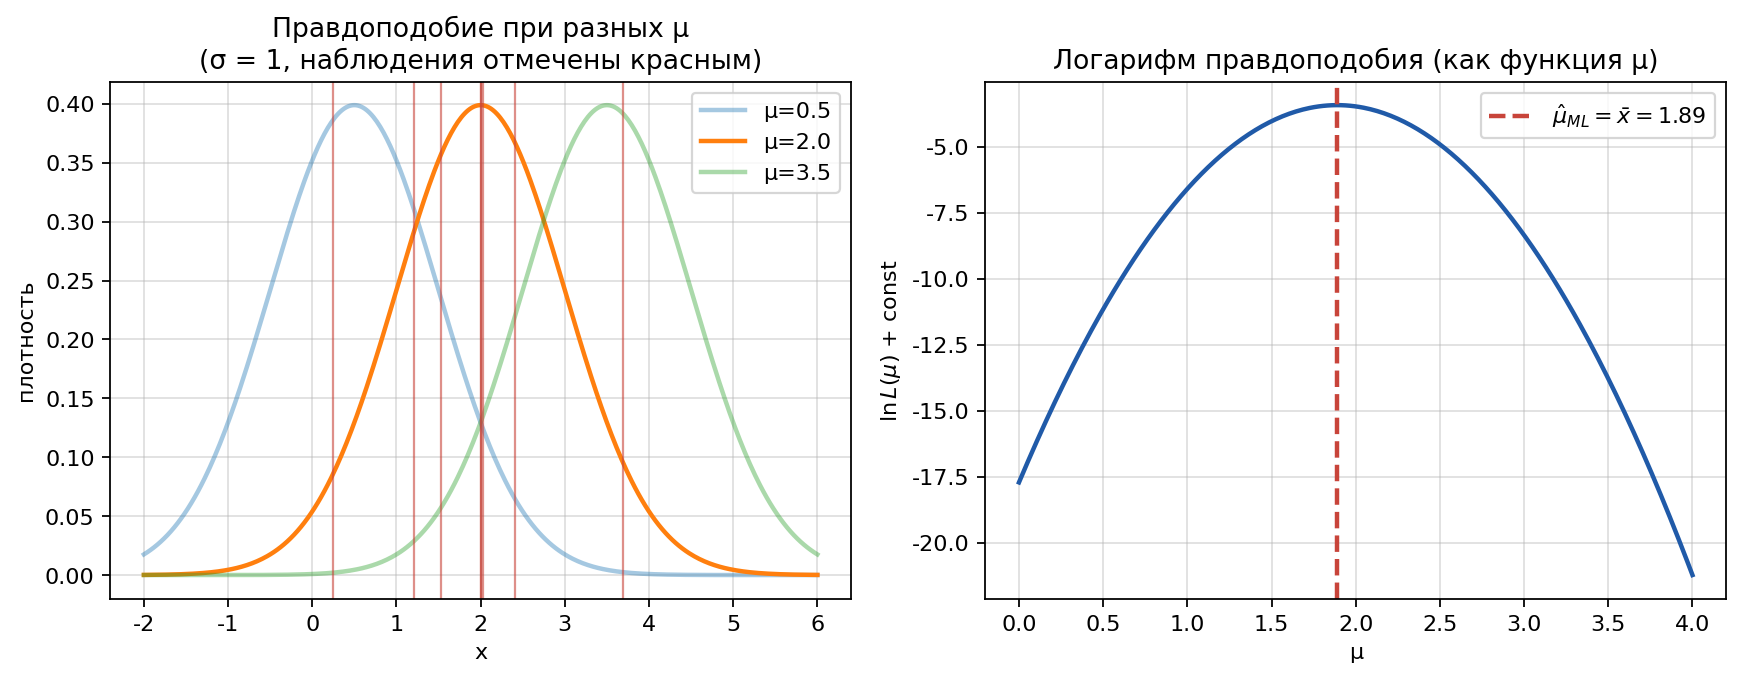 Правдоподобие при разных μ
(σ = 1, наблюдения отмечены красным)
0.40
0.35
0.30
0.25
0.20
0.15
0.10
0.05
0.00
плотность
-2 -1 0 1 2 3 4 5 6
x
μ=0.5
μ=2.0
μ=3.5
Логарифм правдоподобия (как функция μ)
-5.0
-7.5
-10.0
-12.5
-15.0
-17.5
-20.0
ln L(μ) + const
0.0 0.5 1.0 1.5 2.0 2.5 3.0 3.5 4.0
μ
μ̂_ML = x̄ = 1.89